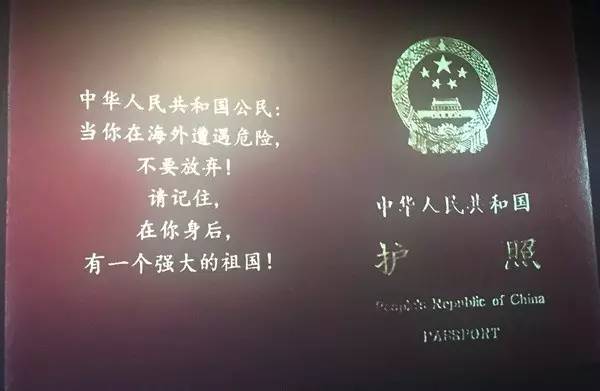 中华人民共和国公民：
当你在海外遭遇危险，
不要放弃！
请记住，
在你身后，
有一个强大的祖国！
中华人民共和国
护 照
People's Republic of China
PASSPORT